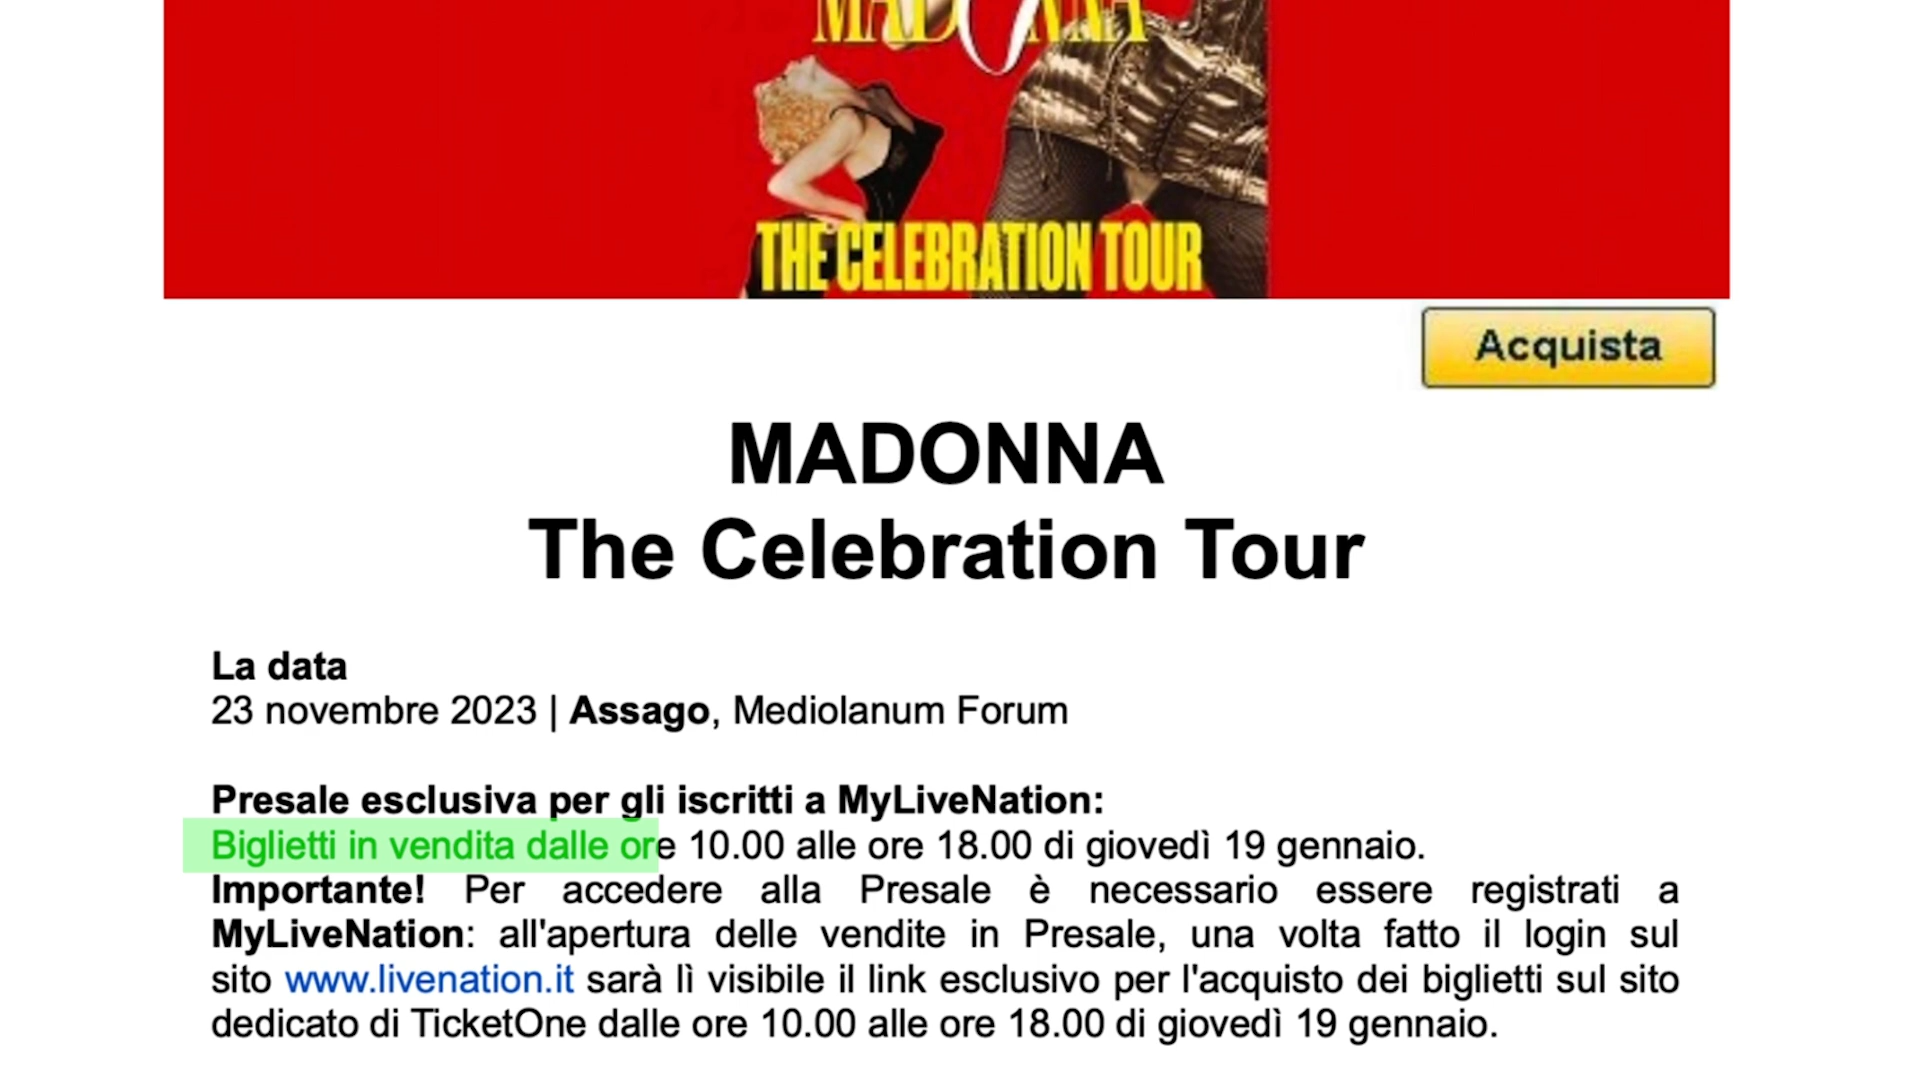 MADONNA
THE CELEBRATION TOUR
Acquista
MADONNA
The Celebration Tour
La data
23 novembre 2023 | Assago, Mediolanum Forum
Presale esclusiva per gli iscritti a MyLiveNation:
Biglietti in vendita dalle ore 10.00 alle ore 18.00 di giovedì 19 gennaio.
Importante! Per accedere alla Presale è necessario essere registrati a
MyLiveNation: all'apertura delle vendite in Presale, una volta fatto il login sul
sito www.livenation.it sarà lì visibile il link esclusivo per l'acquisto dei biglietti sul sito
dedicato di TicketOne dalle ore 10.00 alle ore 18.00 di giovedì 19 gennaio.